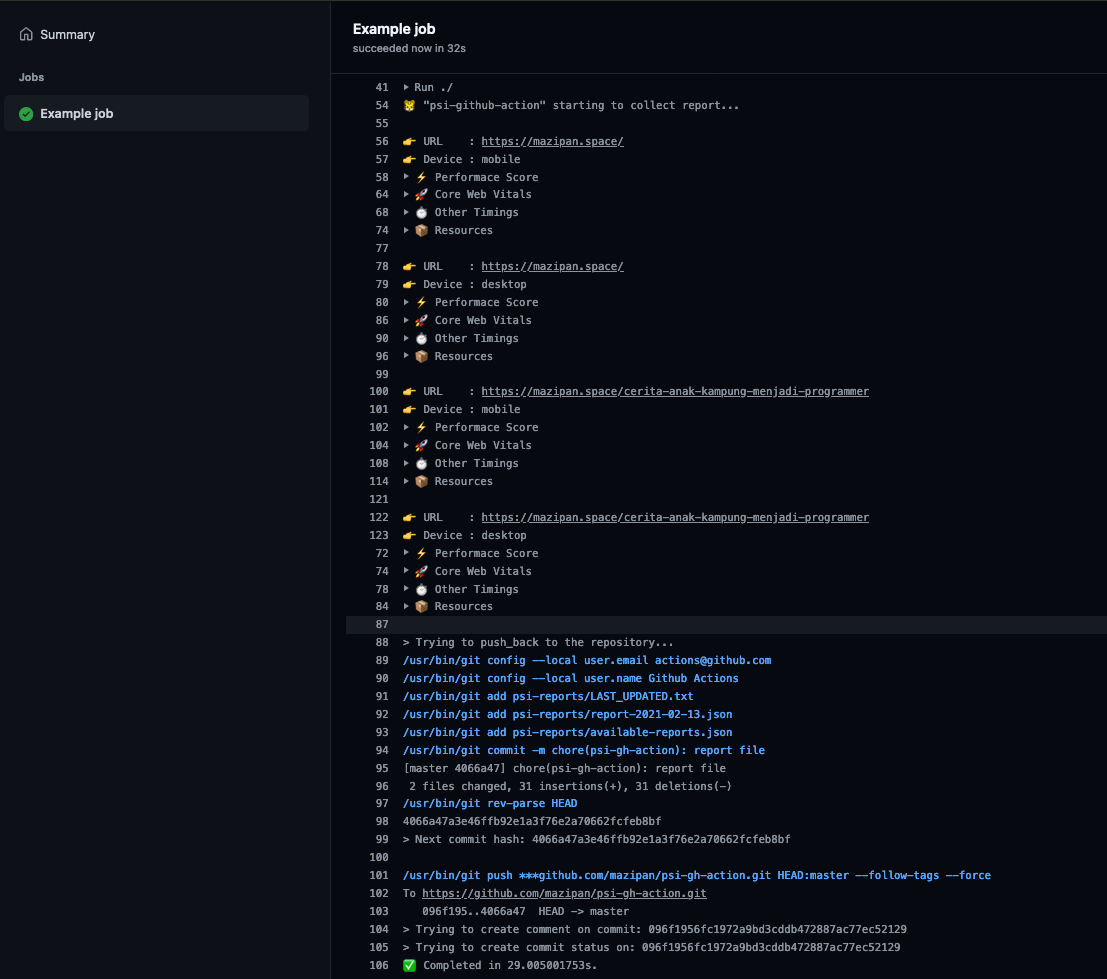 Summary
Jobs
Example job
Example job
succeeded now in 32s
41 Run ./
54 "psi-github-action" starting to collect report...
55
56 URL : https://mazipan.space/
57 Device : mobile
58 Performace Score
64 Core Web Vitals
68 Other Timings
74 Resources
77
78 URL : https://mazipan.space/
79 Device : desktop
80 Performace Score
86 Core Web Vitals
90 Other Timings
96 Resources
99
100 URL : https://mazipan.space/cerita-anak-kampung-menjadi-programmer
101 Device : mobile
102 Performace Score
104 Core Web Vitals
108 Other Timings
114 Resources
121
122 URL : https://mazipan.space/cerita-anak-kampung-menjadi-programmer
123 Device : desktop
72 Performace Score
74 Core Web Vitals
78 Other Timings
84 Resources
87
88 > Trying to push_back to the repository...
89 /usr/bin/git config --local user.email actions@github.com
90 /usr/bin/git config --local user.name Github Actions
91 /usr/bin/git add psi-reports/LAST_UPDATED.txt
92 /usr/bin/git add psi-reports/report-2021-02-13.json
93 /usr/bin/git add psi-reports/available-reports.json
94 /usr/bin/git commit -m chore(psi-gh-action): report file
95 [master 4066a47] chore(psi-gh-action): report file
96 2 files changed, 31 insertions(+), 31 deletions(-)
97 /usr/bin/git rev-parse HEAD
98 4066a47a3e46ffb92e1a3f76e2a70662fcfeb8bf
99 > Next commit hash: 4066a47a3e46ffb92e1a3f76e2a70662fcfeb8bf
100
101 /usr/bin/git push ***github.com/mazipan/psi-gh-action.git HEAD:master --follow-tags --force
102 To https://github.com/mazipan/psi-gh-action.git
103 096f195..4066a47 HEAD -> master
104 > Trying to create comment on commit: 096f1956fc1972a9bd3cddb472887ac77ec52129
105 > Trying to create commit status on: 096f1956fc1972a9bd3cddb472887ac77ec52129
106 ✅ Completed in 29.005001753s.